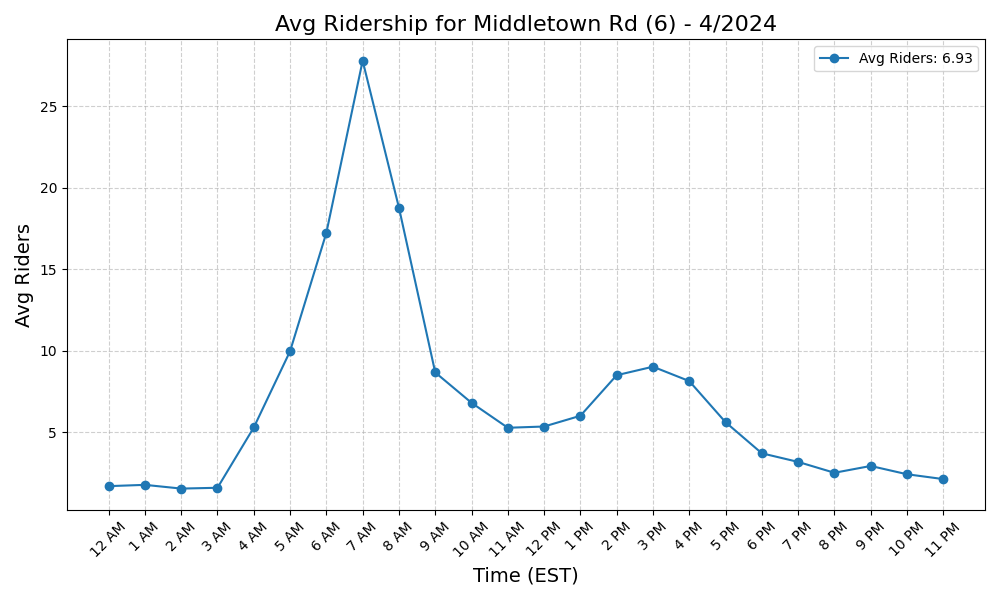 Avg Ridership for Middletown Rd (6) - 4/2024
Avg Riders: 6.93
Avg Riders
25
20
15
10
5
12 AM
1 AM
2 AM
3 AM
4 AM
5 AM
6 AM
7 AM
8 AM
9 AM
10 AM
11 AM
12 PM
1 PM
2 PM
3 PM
4 PM
5 PM
6 PM
7 PM
8 PM
9 PM
10 PM
11 PM
Time (EST)